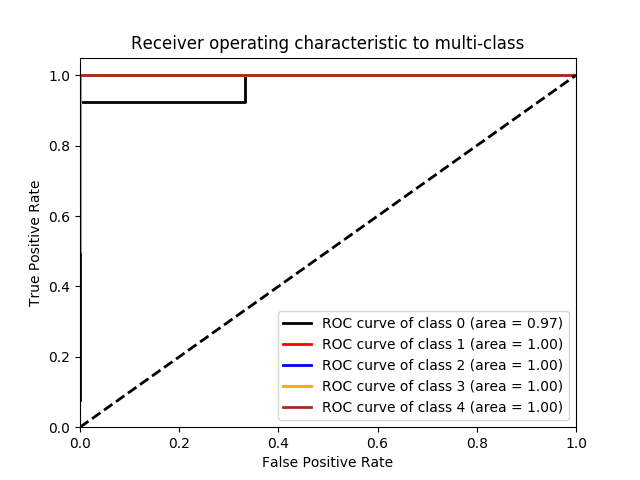 Receiver operating characteristic to multi-class
1.0
0.8
0.6
0.4
0.2
0.0
True Positive Rate
ROC curve of class 0 (area = 0.97)
ROC curve of class 1 (area = 1.00)
ROC curve of class 2 (area = 1.00)
ROC curve of class 3 (area = 1.00)
ROC curve of class 4 (area = 1.00)
0.0 0.2 0.4 0.6 0.8 1.0
False Positive Rate